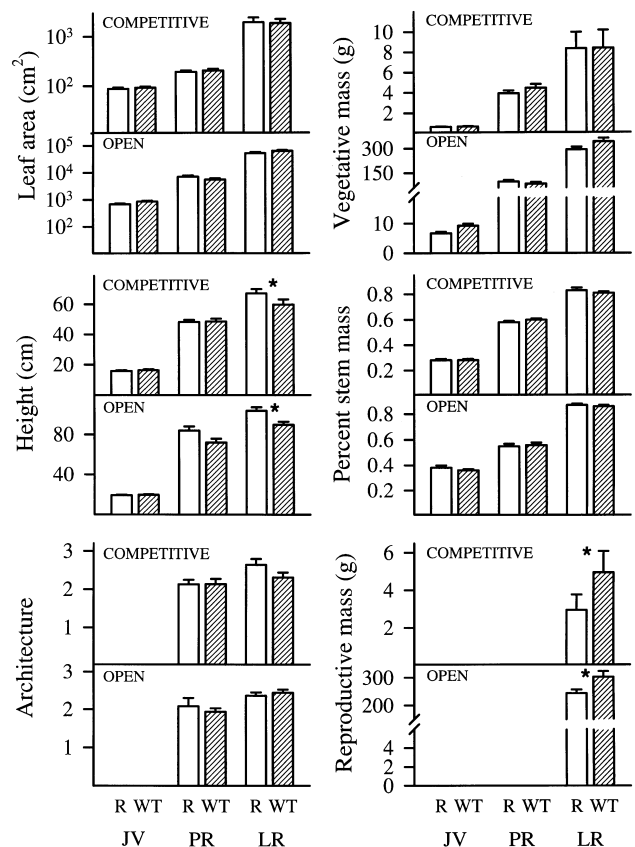 Leaf area (cm²)
COMPETITIVE
10³
10²
OPEN
10⁵
10⁴
10³
10²
Vegetative mass (g)
COMPETITIVE
10
8
6
4
2
OPEN
300
150
10
0
Height (cm)
COMPETITIVE
60
40
20
*
OPEN
80
40
*
Percent stem mass
COMPETITIVE
0.8
0.6
0.4
0.2
OPEN
0.8
0.6
0.4
0.2
Architecture
COMPETITIVE
3
2
1
OPEN
3
2
1
R WT R WT R WT
JV PR LR
Reproductive mass (g)
COMPETITIVE
6
4
2
*
OPEN
300
200
4
2
0
*
R WT R WT R WT
JV PR LR